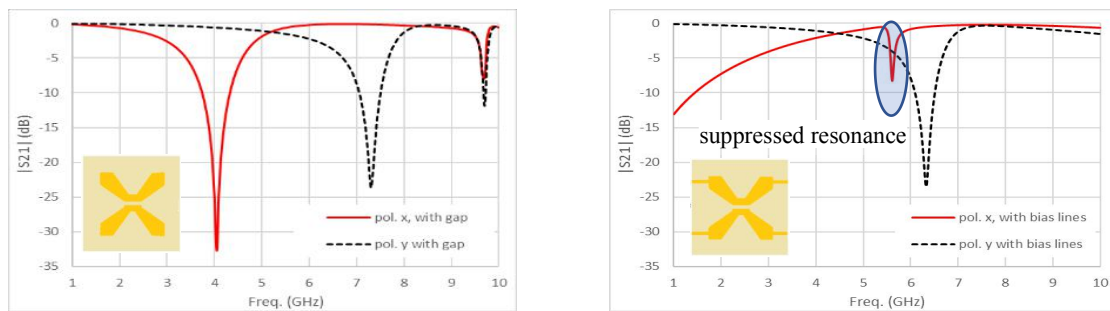 0
-5
-10
-15
-20
-25
-30
-35
|S21| (dB)
pol. x, with gap
pol. y with gap
1 2 3 4 5 6 7 8 9 10
Freq. (GHz)
0
-5
-10
-15
-20
-25
-30
-35
|S21| (dB)
suppressed resonance
pol. x, with bias lines
pol. y with bias lines
1 2 3 4 5 6 7 8 9 10
Freq. (GHz)